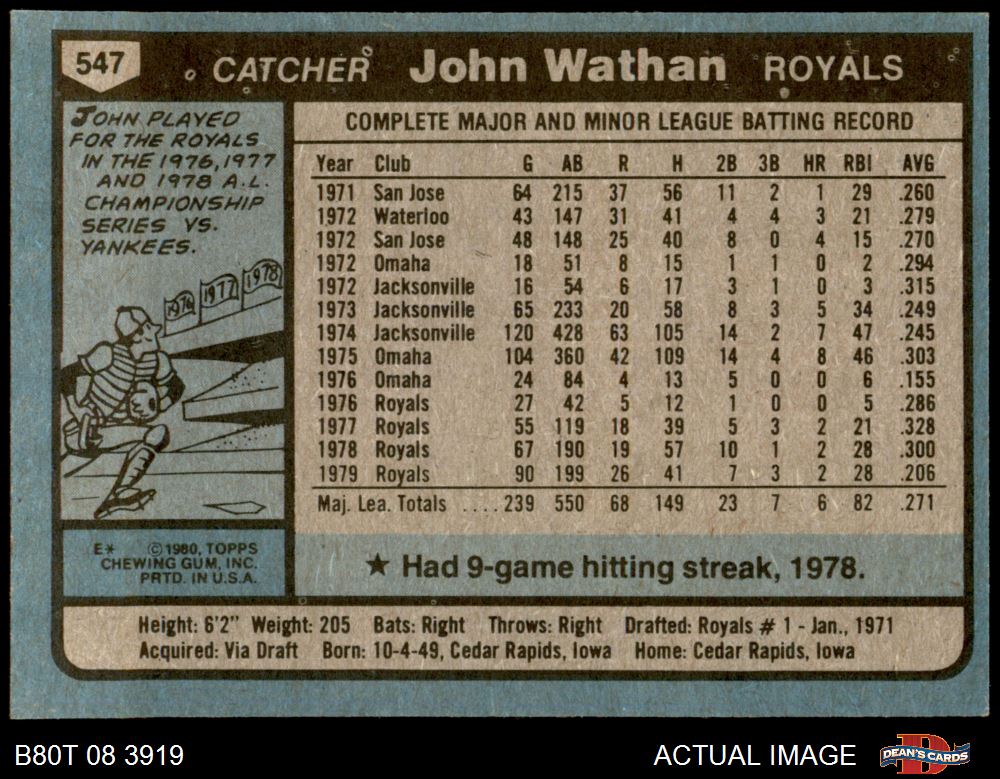 547
CATCHER John Wathan ROYALS
JOHN PLAYED
FOR THE ROYALS
IN THE 1976, 1977
AND 1978 A.L.
CHAMPIONSHIP
SERIES VS.
YANKEES.
1976 1977 1978
E* © 1980, TOPPS
CHEWING GUM, INC.
PRTD. IN U.S.A.
COMPLETE MAJOR AND MINOR LEAGUE BATTING RECORD
Year Club G AB R H 2B 3B HR RBI AVG
1971 San Jose 64 215 37 56 11 2 1 29 .260
1972 Waterloo 43 147 31 41 4 4 3 21 .279
1972 San Jose 48 148 25 40 8 0 4 15 .270
1972 Omaha 18 51 8 15 1 1 0 2 .294
1972 Jacksonville 16 54 6 17 3 1 0 3 .315
1973 Jacksonville 65 233 20 58 8 3 5 34 .249
1974 Jacksonville 120 428 63 105 14 2 7 47 .245
1975 Omaha 104 360 42 109 14 4 8 46 .303
1976 Omaha 24 84 4 13 5 0 0 6 .155
1976 Royals 27 42 5 12 1 0 0 5 .286
1977 Royals 55 119 18 39 5 3 2 21 .328
1978 Royals 67 190 19 57 10 1 2 28 .300
1979 Royals 90 199 26 41 7 3 2 28 .206
Maj. Lea. Totals ....239 550 68 149 23 7 6 82 .271
★ Had 9-game hitting streak, 1978.
Height: 6'2" Weight: 205 Bats: Right Throws: Right Drafted: Royals # 1 - Jan., 1971
Acquired: Via Draft Born: 10-4-49, Cedar Rapids, Iowa Home: Cedar Rapids, Iowa
B80T 08 3919 ACTUAL IMAGE D DEAN'S CARDS